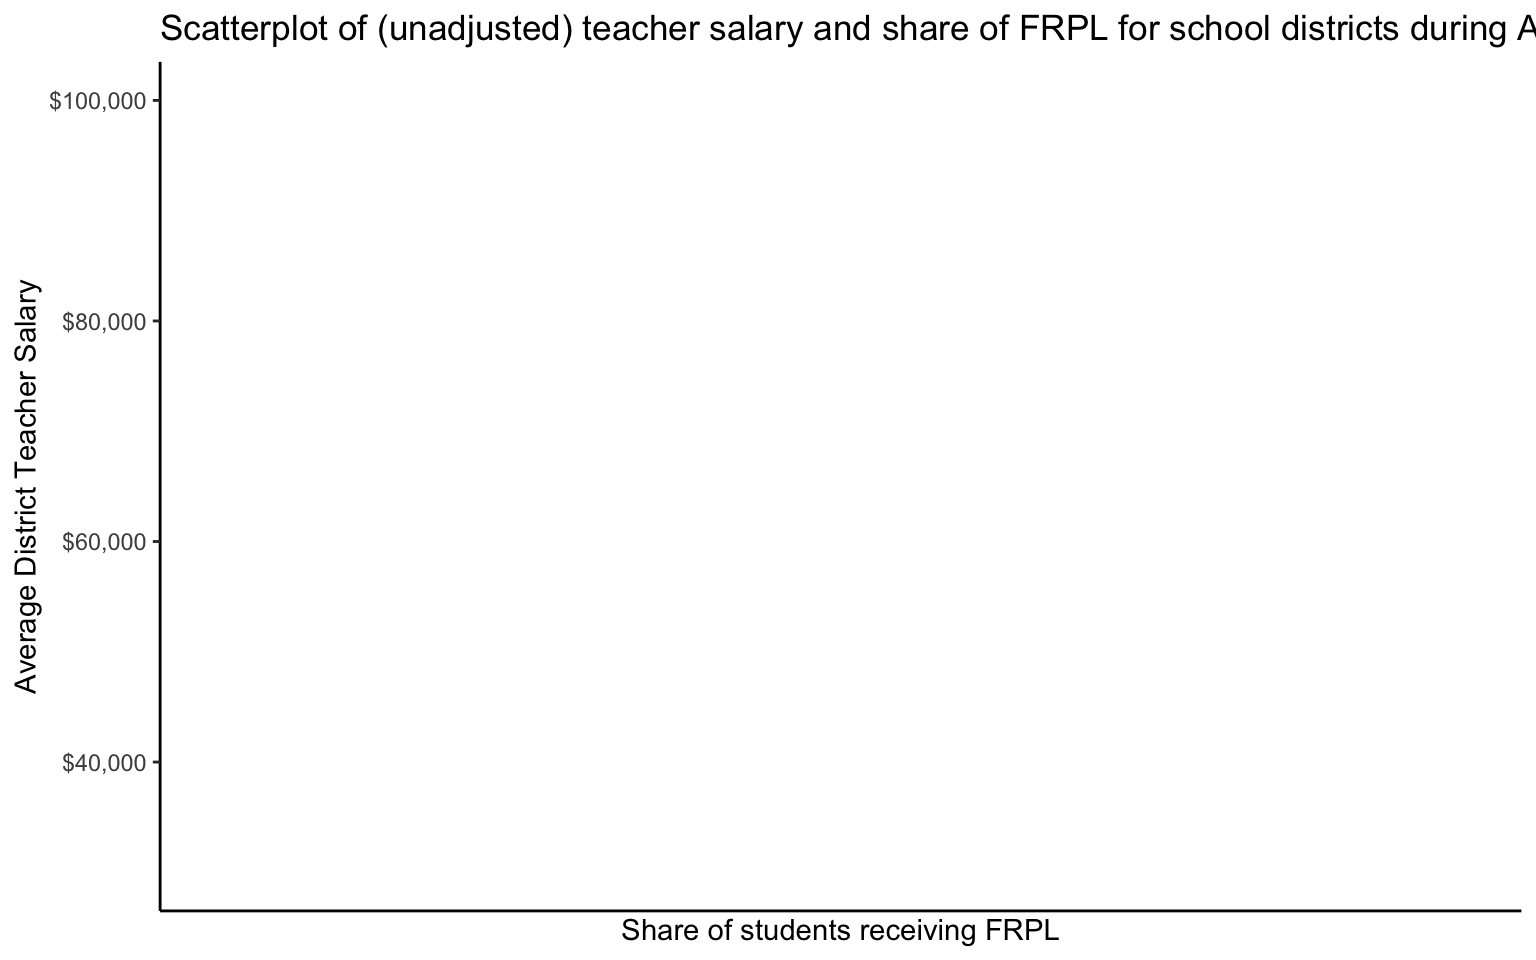 Scatterplot of (unadjusted) teacher salary and share of FRPL for school districts during A
$100,000
$80,000
$60,000
$40,000
Average District Teacher Salary
Share of students receiving FRPL